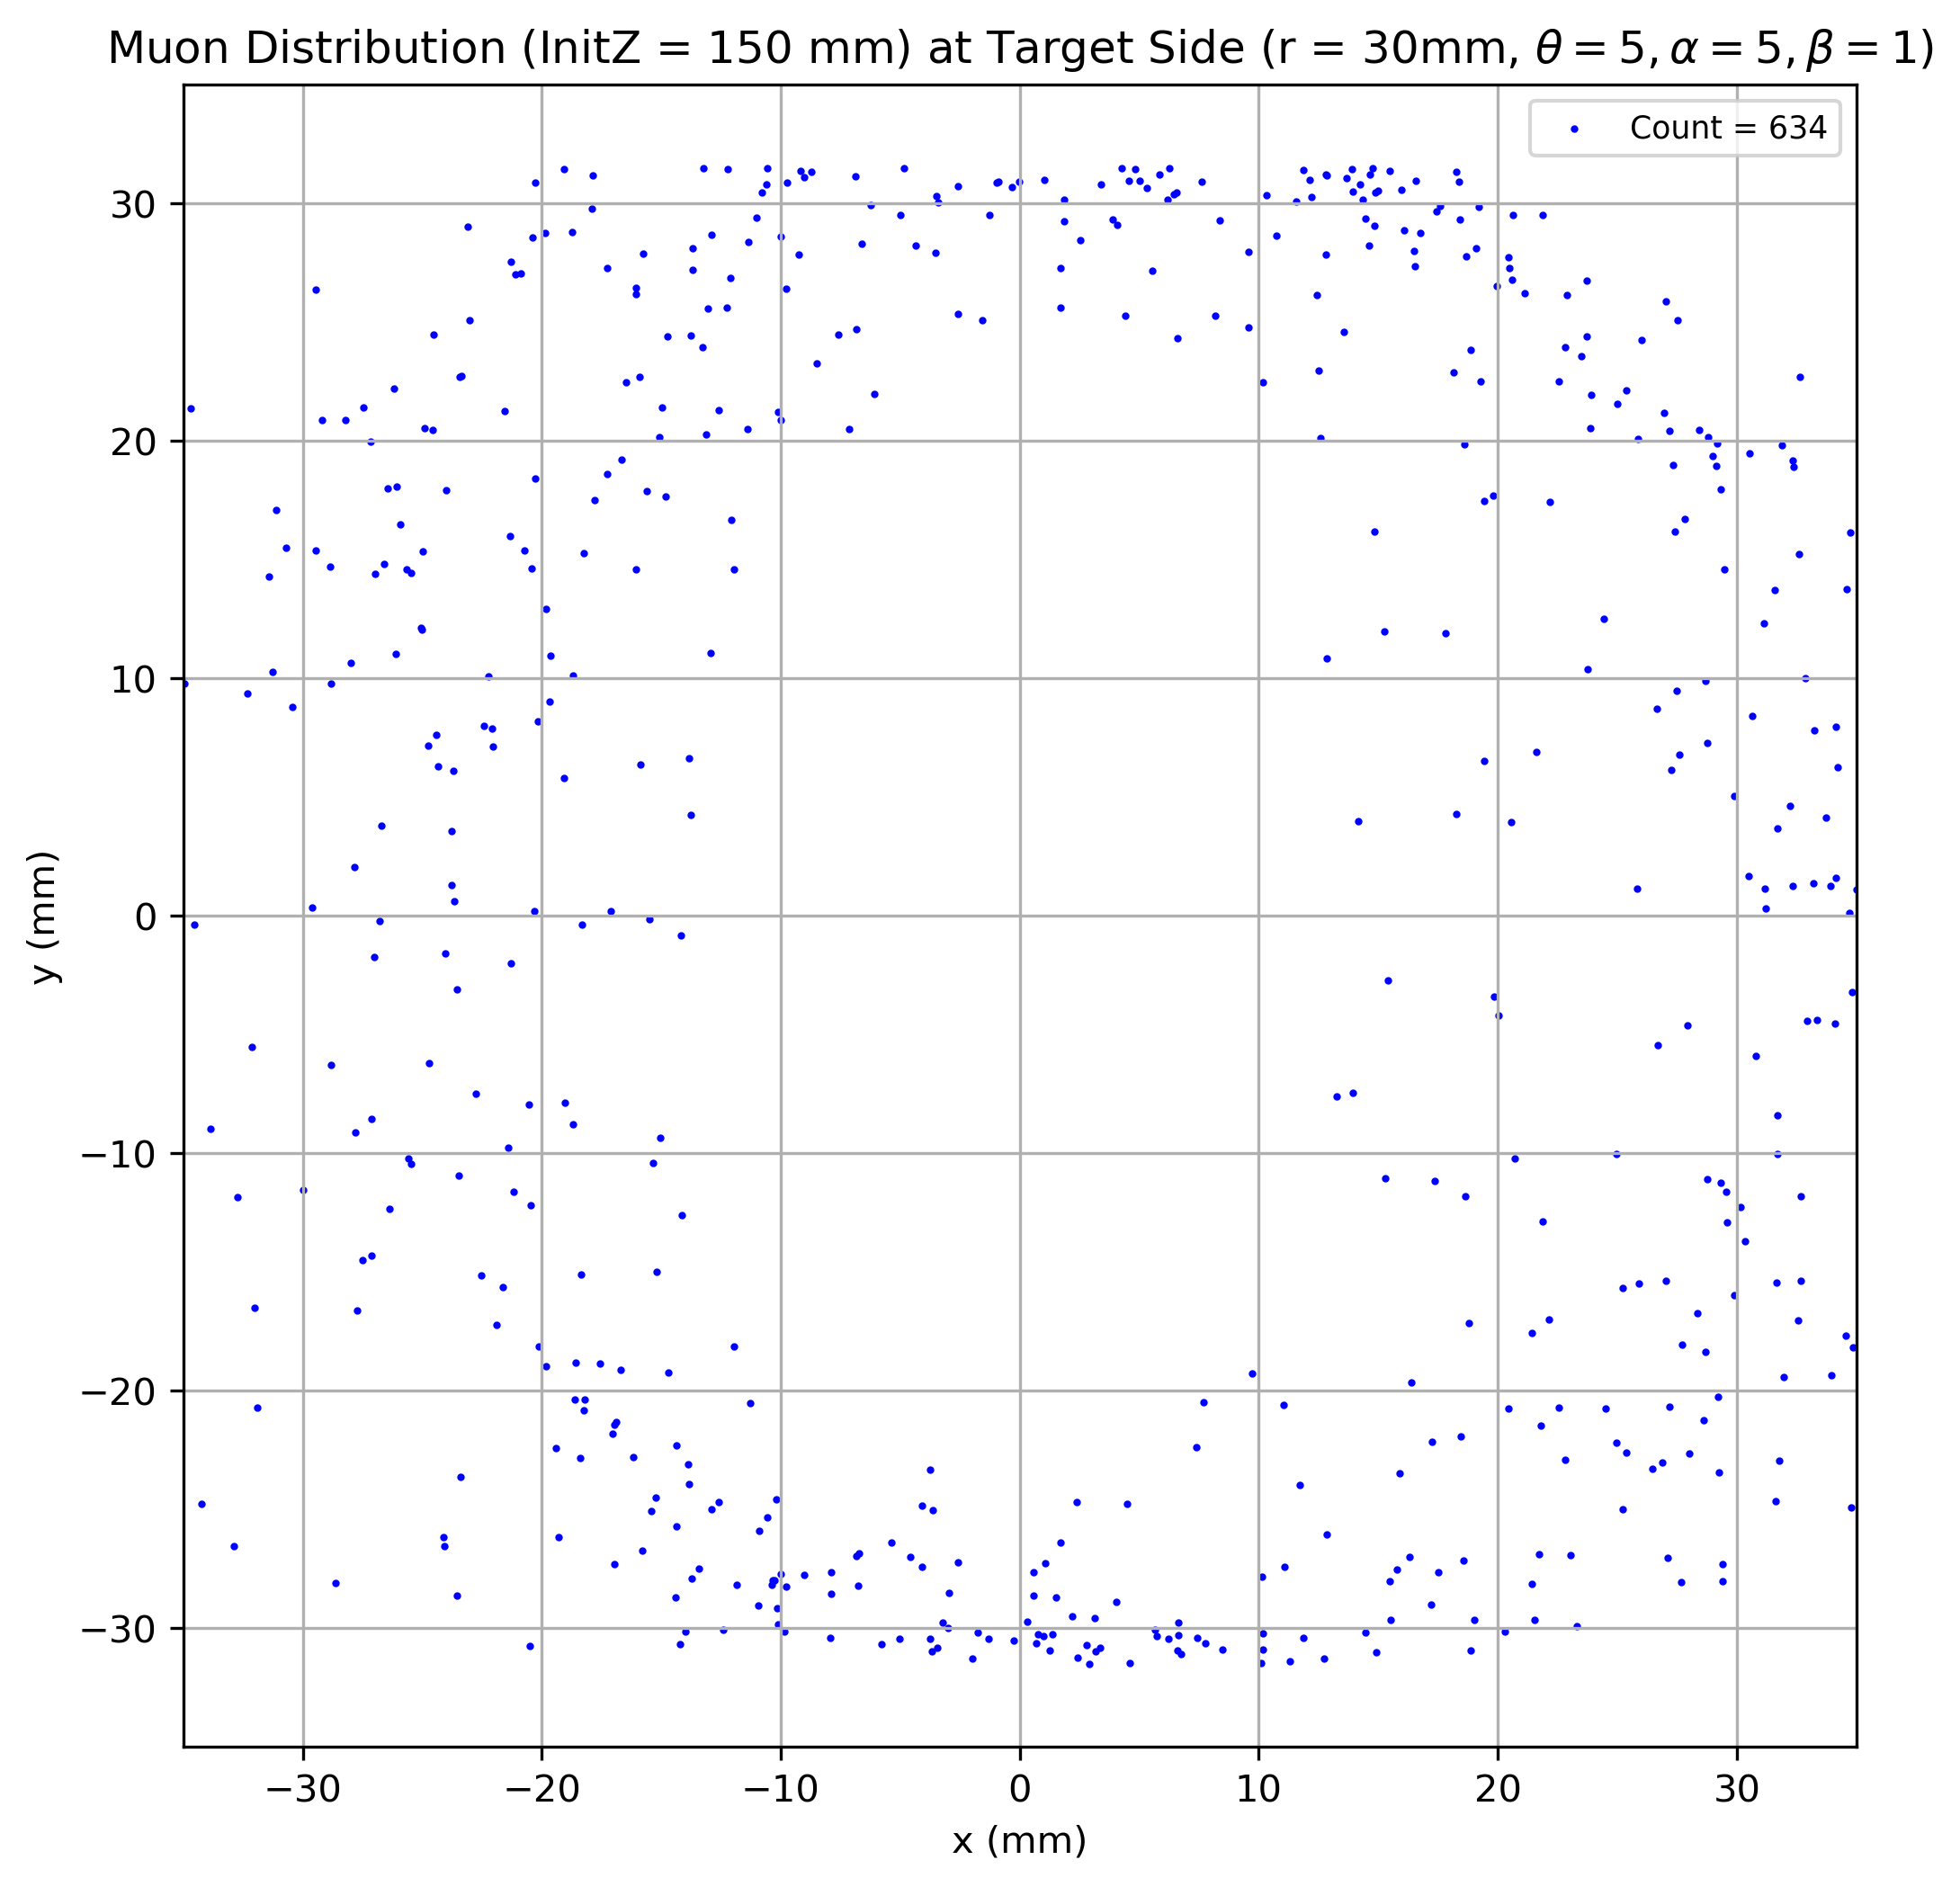 Muon Distribution (InitZ = 150 mm) at Target Side (r = 30mm, θ = 5, α = 5, β = 1)
Count = 634
30
20
10
0
−10
−20
−30
y (mm)
−30 −20 −10 0 10 20 30
x (mm)